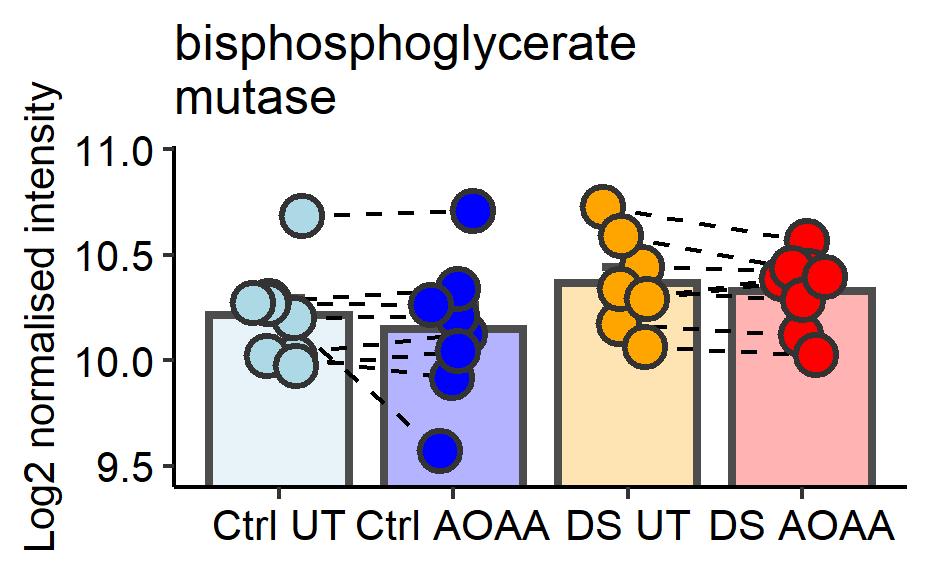 bisphosphoglycerate
mutase
Log2 normalised intensity
11.0
10.5
10.0
9.5
Ctrl UT Ctrl AOAA DS UT DS AOAA